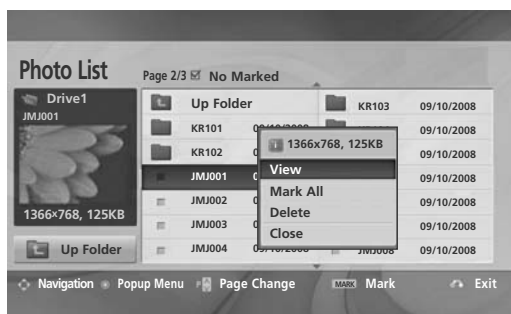 Photo List
Page 2/3 No Marked
Drive1
JMJ001
1366×768, 125KB
Up Folder
Up Folder
KR101
KR102
JMJ001
JMJ002
JMJ003
JMJ004
KR103 09/10/2008
09/10/2008
09/10/2008
09/10/2008
09/10/2008
09/10/2008
JMJ008 09/10/2008
1366x768, 125KB
View
Mark All
Delete
Close
Navigation Popup Menu Page Change MARK Mark Exit